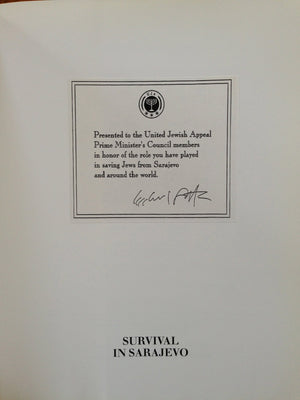 Presented to the United Jewish Appeal
Prime Minister's Council members
in honor of the role you have played
in saving Jews from Sarajevo
and around the world.
SURVIVAL
IN SARAJEVO